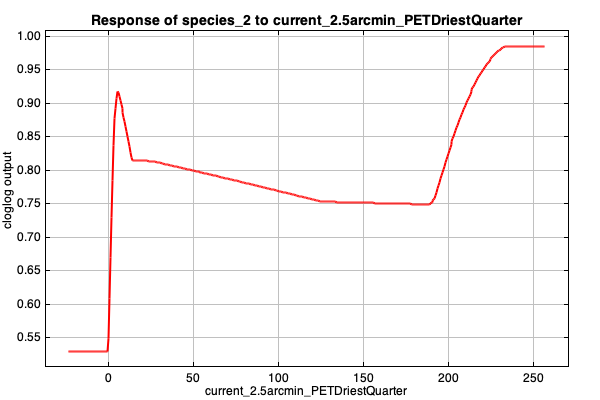 Response of species_2 to current_2.5arcmin_PETDriestQuarter
1.00
0.95
0.90
0.85
0.80
0.75
0.70
0.65
0.60
0.55
cloglog output
0 50 100 150 200 250
current_2.5arcmin_PETDriestQuarter